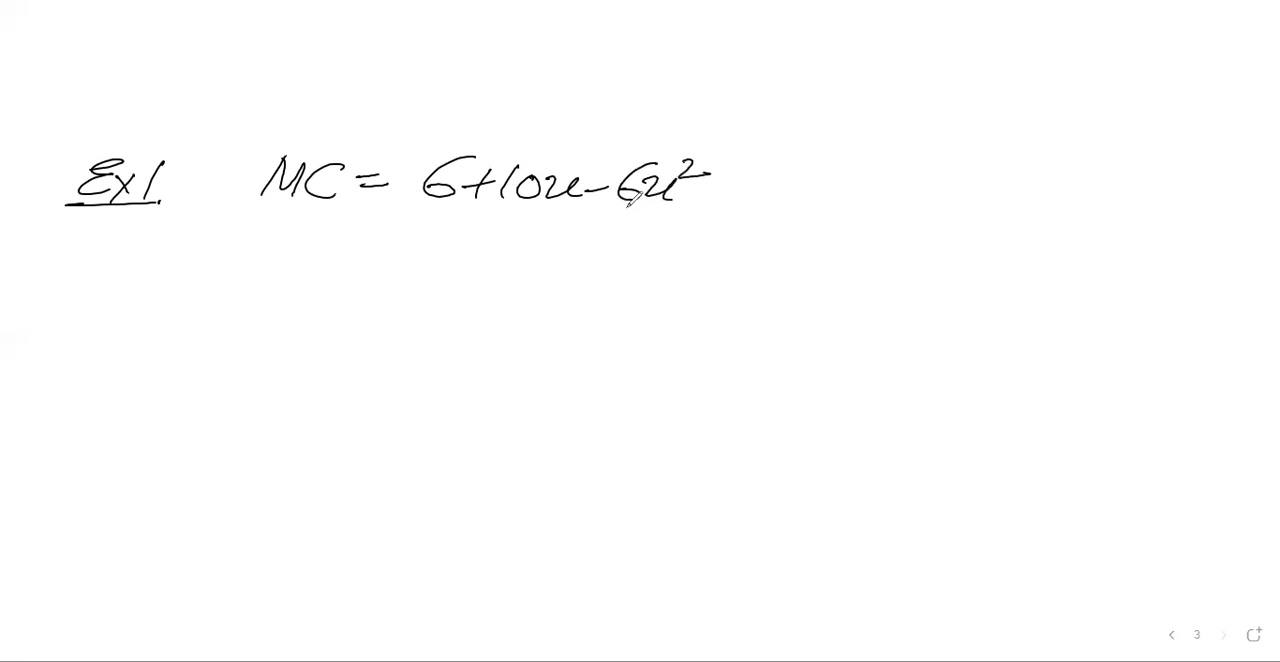 Ex1. MC = 6+10x-6x²
3